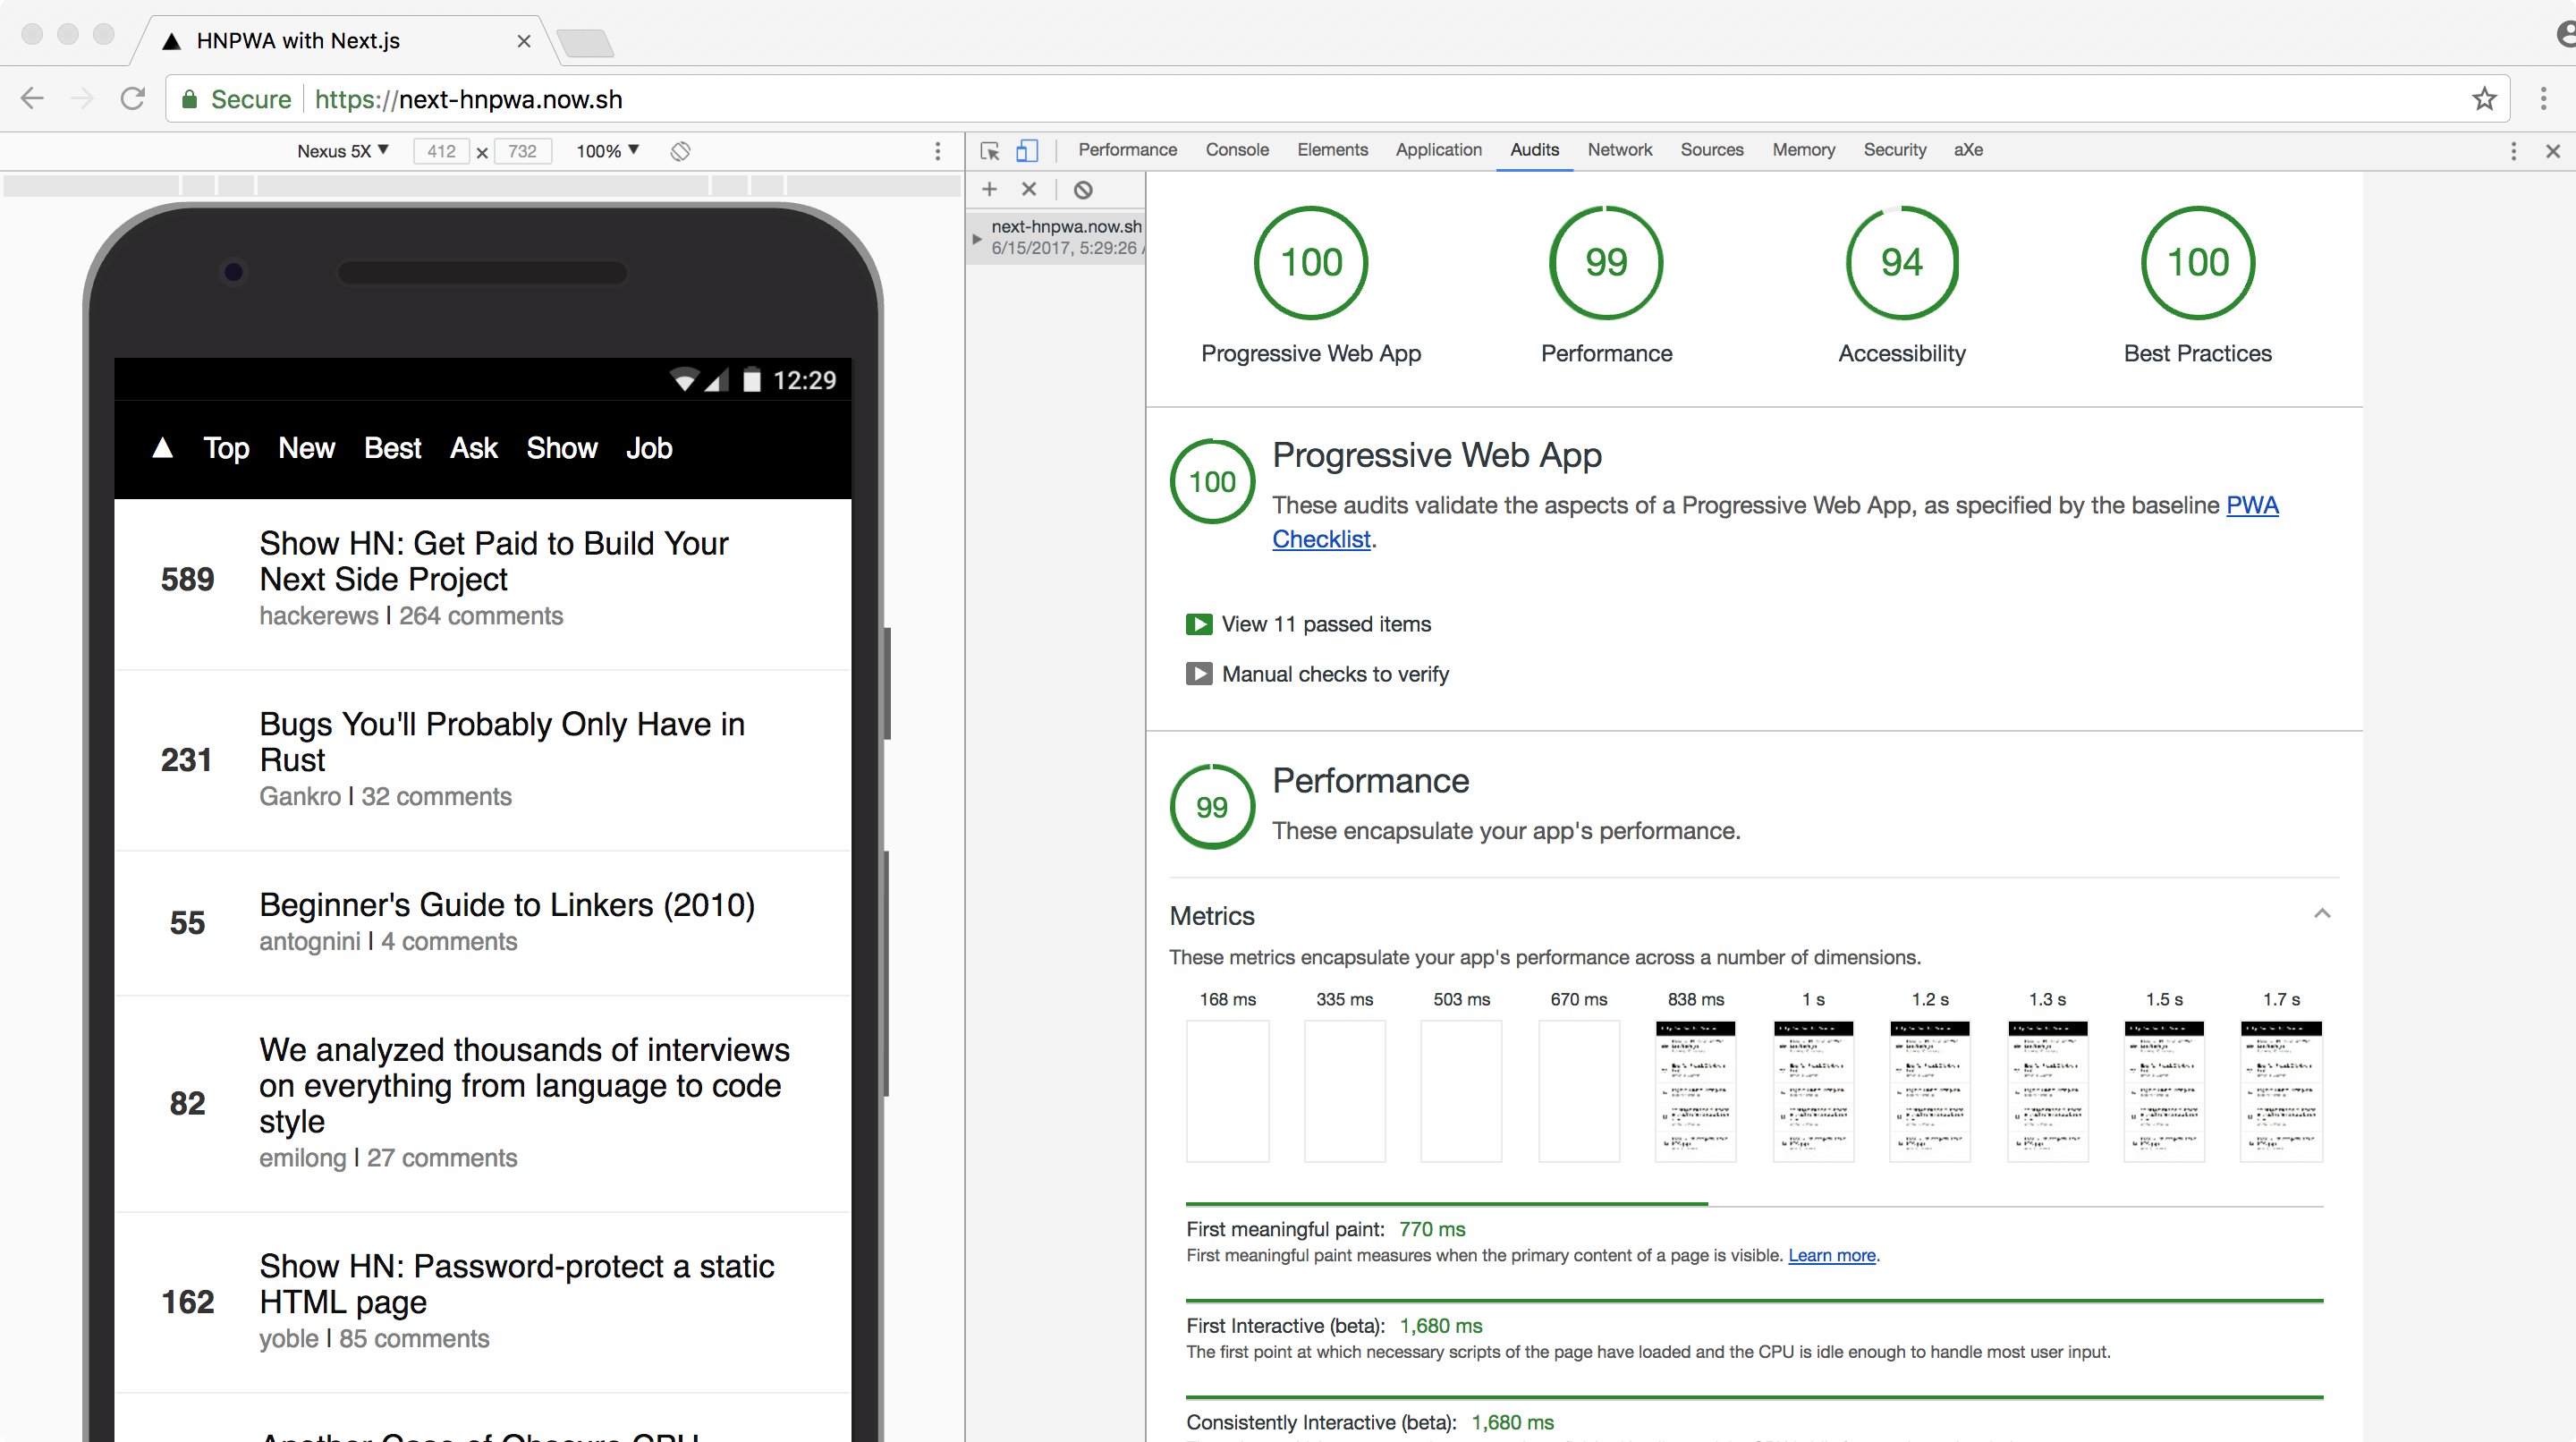 HNPWA with Next.js
Secure https://next-hnpwa.now.sh
Nexus 5X 412 × 732 100%
Performance Console Elements Application Audits Network Sources Memory Security aXe
next-hnpwa.now.sh
6/15/2017, 5:29:26
12:29
▲ Top New Best Ask Show Job
589
Show HN: Get Paid to Build Your
Next Side Project
hackerews | 264 comments
231
Bugs You'll Probably Only Have in
Rust
Gankro | 32 comments
55
Beginner's Guide to Linkers (2010)
antognini | 4 comments
82
We analyzed thousands of interviews
on everything from language to code
style
emilong | 27 comments
162
Show HN: Password-protect a static
HTML page
yoble | 85 comments
Another Case of Obscure CPU
100 99 94 100
Progressive Web App Performance Accessibility Best Practices
100
Progressive Web App
These audits validate the aspects of a Progressive Web App, as specified by the baseline PWA
Checklist.
View 11 passed items
Manual checks to verify
99
Performance
These encapsulate your app's performance.
Metrics
These metrics encapsulate your app's performance across a number of dimensions.
168 ms 335 ms 503 ms 670 ms 838 ms 1 s 1.2 s 1.3 s 1.5 s 1.7 s
First meaningful paint: 770 ms
First meaningful paint measures when the primary content of a page is visible. Learn more.
First Interactive (beta): 1,680 ms
The first point at which necessary scripts of the page have loaded and the CPU is idle enough to handle most user input.
Consistently Interactive (beta): 1,680 ms